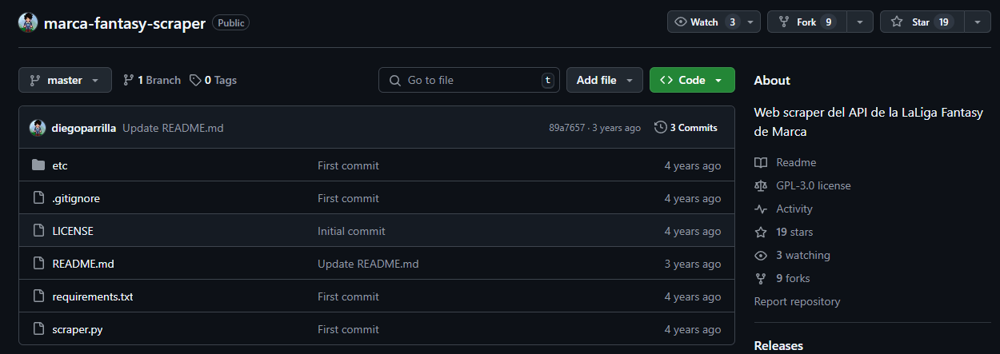 marca-fantasy-scraper Public Watch 3 Fork 9 Star 19
master 1 Branch 0 Tags Go to file t Add file Code
diegoparrilla Update README.md 89a7657 · 3 years ago 3 Commits
etc First commit 4 years ago
.gitignore First commit 4 years ago
LICENSE Initial commit 4 years ago
README.md Update README.md 3 years ago
requirements.txt First commit 4 years ago
scraper.py First commit 4 years ago
About
Web scraper del API de la LaLiga Fantasy
de Marca
Readme
GPL-3.0 license
Activity
19 stars
3 watching
9 forks
Report repository
Releases